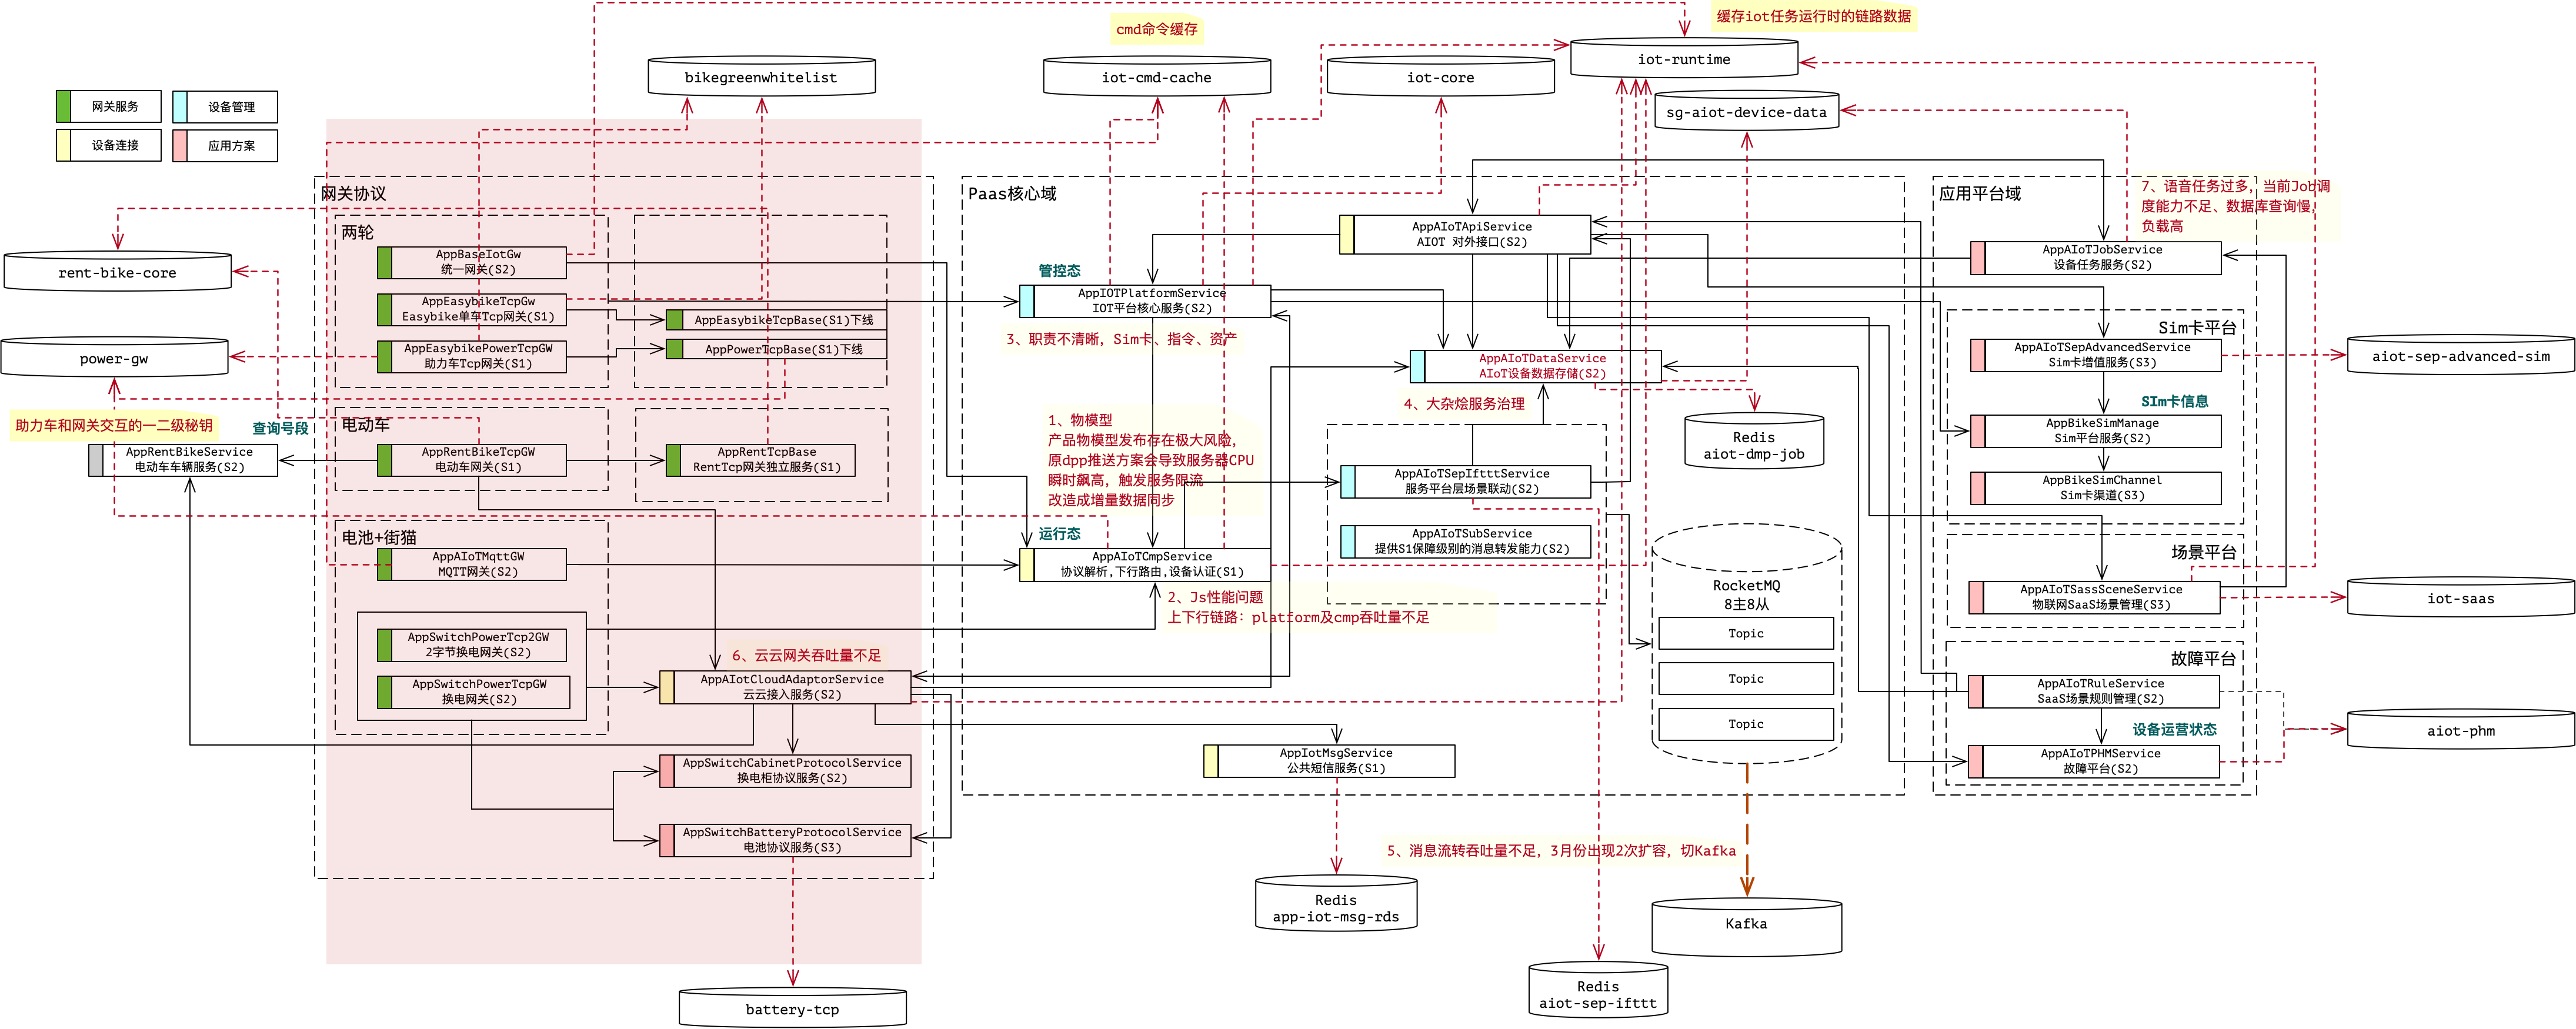 缓存iot任务运行时的链路数据
cmd命令缓存
iot-runtime
bikegreenwhitelist
iot-cmd-cache
iot-core
sg-aiot-device-data
网关服务
设备管理
设备连接
应用方案
网关协议
Paas核心域
应用平台域
7、语音任务过多，当前Job调
度能力不足、数据库查询慢，
负载高
两轮
AppBaseIotGw
统一网关(S2)
AppEasybikeTcpGw
Easybike单车Tcp网关(S1)
AppEasybikePowerTcpGW
助力车Tcp网关(S1)
AppEasybikeTcpBase(S1)下线
AppPowerTcpBase(S1)下线
rent-bike-core
power-gw
助力车和网关交互的一二级秘钥
查询号段
AppRentBikeService
电动车车辆服务(S2)
电动车
AppRentBikeTcpGW
电动车网关(S1)
AppRentTcpBase
RentTcp网关独立服务(S1)
电池+街猫
AppAIoTMqttGW
MQTT网关(S2)
AppSwitchPowerTcp2GW
2字节换电网关(S2)
AppSwitchPowerTcpGW
换电网关(S2)
6、云云网关吞吐量不足
AppAIotCloudAdaptorService
云云接入服务(S2)
AppSwitchCabinetProtocolService
换电柜协议服务(S2)
AppSwitchBatteryProtocolService
电池协议服务(S3)
battery-tcp
AppAIoTApiService
AIOT 对外接口(S2)
管控态
AppIOTPlatformService
IOT平台核心服务(S2)
3、职责不清晰，Sim卡、指令、资产
AppAIoTDataService
AIoT设备数据存储(S2)
4、大杂烩服务治理
1、物模型
产品物模型发布存在极大风险，
原dpp推送方案会导致服务器CPU
瞬时飙高，触发服务限流
改造成增量数据同步
运行态
AppAIoTCmpService
协议解析,下行路由,设备认证(S1)
2、Js性能问题
上下行链路：platform及cmp吞吐量不足
AppAIoTSepIftttService
服务平台层场景联动(S2)
AppAIoTSubService
提供S1保障级别的消息转发能力(S2)
Redis
aiot-dmp-job
RocketMQ
8主8从
Topic
Topic
Topic
AppIotMsgService
公共短信服务(S1)
5、消息流转吞吐量不足，3月份出现2次扩容，切Kafka
Redis
app-iot-msg-rds
Kafka
Redis
aiot-sep-ifttt
AppAIoTJobService
设备任务服务(S2)
Sim卡平台
AppAIoTSepAdvancedService
Sim卡增值服务(S3)
SIm卡信息
AppBikeSimManage
Sim平台服务(S2)
AppBikeSimChannel
Sim卡渠道(S3)
场景平台
AppAIoTSassSceneService
物联网SaaS场景管理(S3)
故障平台
AppAIoTRuleService
SaaS场景规则管理(S2)
设备运营状态
AppAIoTPHMService
故障平台(S2)
aiot-sep-advanced-sim
iot-saas
aiot-phm